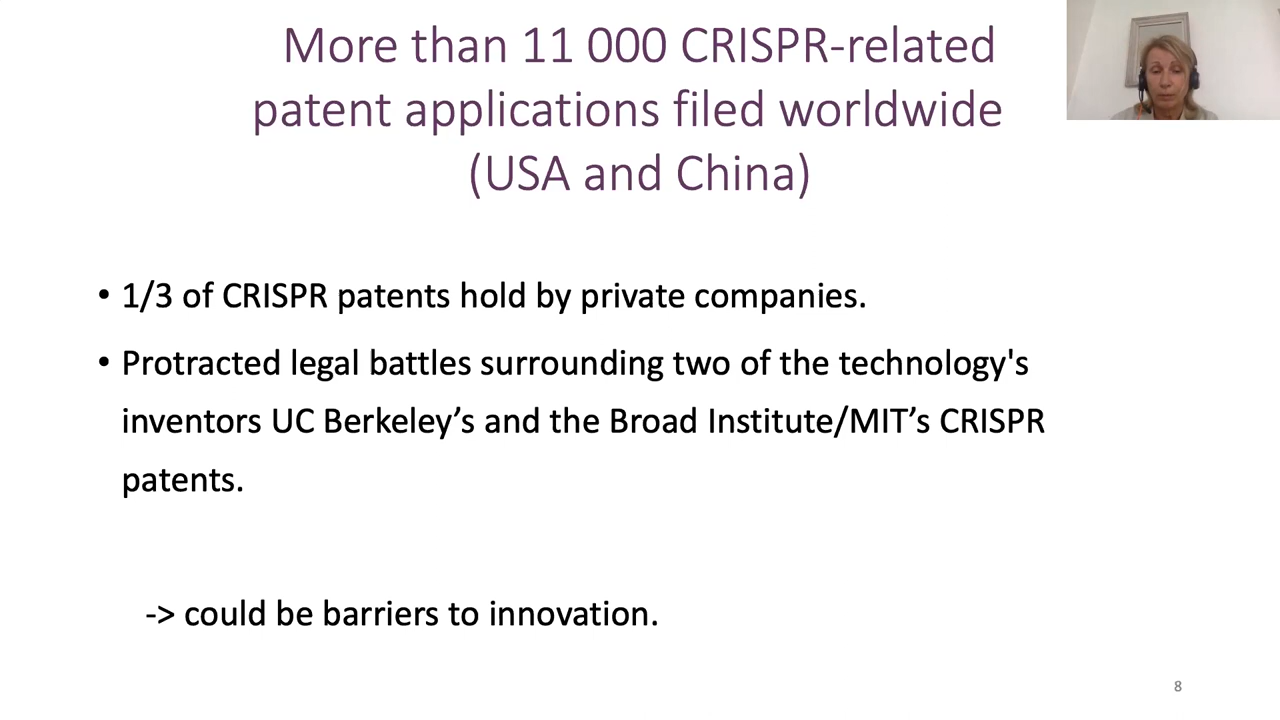 More than 11 000 CRISPR-related
patent applications filed worldwide
(USA and China)
• 1/3 of CRISPR patents hold by private companies.
• Protracted legal battles surrounding two of the technology's
inventors UC Berkeley’s and the Broad Institute/MIT’s CRISPR
patents.
-> could be barriers to innovation.
8